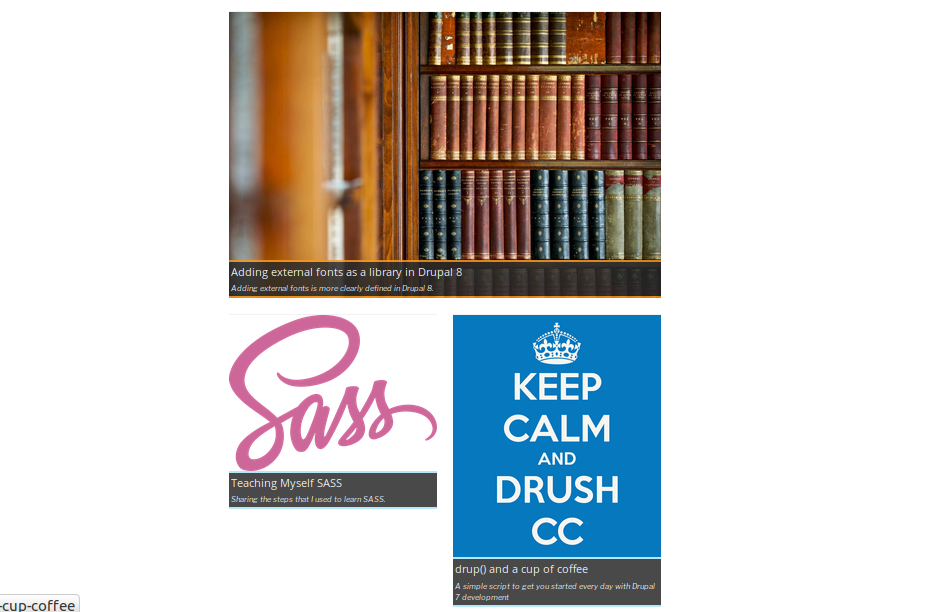 Adding external fonts as a library in Drupal 8
Adding external fonts is more clearly defined in Drupal 8.
Sass
Teaching Myself SASS
Sharing the steps that I used to learn SASS.
KEEP
CALM
AND
DRUSH
CC
drup() and a cup of coffee
A simple script to get you started every day with Drupal
7 development
-cup-coffee